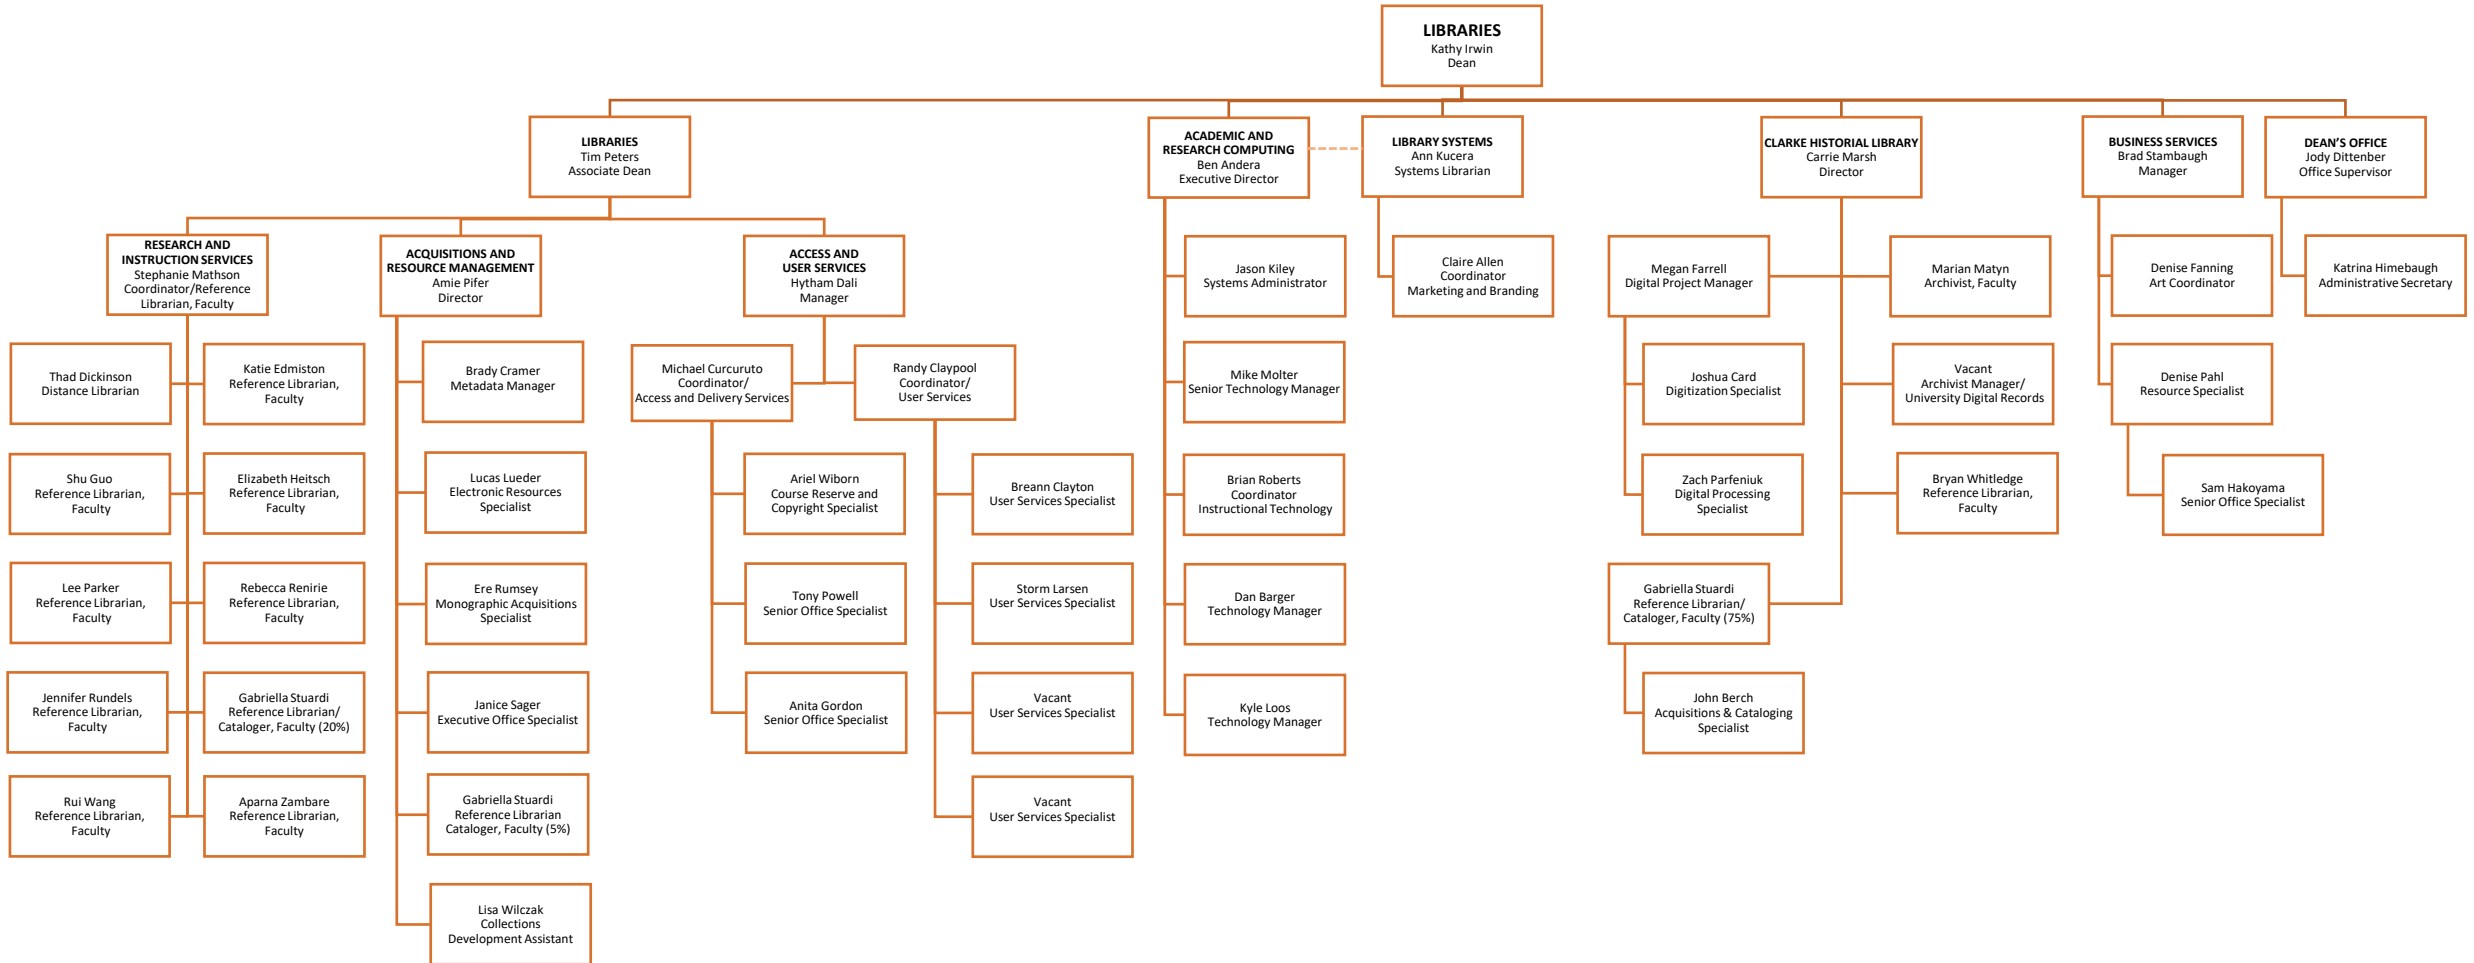 LIBRARIES
Kathy Irwin
Dean
LIBRARIES
Tim Peters
Associate Dean
ACADEMIC AND
RESEARCH COMPUTING
Ben Andera
Executive Director
LIBRARY SYSTEMS
Ann Kucera
Systems Librarian
CLARKE HISTORIAL LIBRARY
Carrie Marsh
Director
BUSINESS SERVICES
Brad Stambaugh
Manager
DEAN'S OFFICE
Jody Dittenber
Office Supervisor
RESEARCH AND
INSTRUCTION SERVICES
Stephanie Mathson
Coordinator/Reference
Librarian, Faculty
ACQUISITIONS AND
RESOURCE MANAGEMENT
Amie Pifer
Director
ACCESS AND
USER SERVICES
Hytham Dali
Manager
Jason Kiley
Systems Administrator
Claire Allen
Coordinator
Marketing and Branding
Megan Farrell
Digital Project Manager
Marian Matyn
Archivist, Faculty
Denise Fanning
Art Coordinator
Katrina Himebaugh
Administrative Secretary
Thad Dickinson
Distance Librarian
Katie Edmiston
Reference Librarian,
Faculty
Brady Cramer
Metadata Manager
Michael Curcuruto
Coordinator/
Access and Delivery Services
Randy Claypool
Coordinator/
User Services
Mike Molter
Senior Technology Manager
Joshua Card
Digitization Specialist
Vacant
Archivist Manager/
University Digital Records
Denise Pahl
Resource Specialist
Shu Guo
Reference Librarian,
Faculty
Elizabeth Heitsch
Reference Librarian,
Faculty
Lucas Lueder
Electronic Resources
Specialist
Ariel Wiborn
Course Reserve and
Copyright Specialist
Breann Clayton
User Services Specialist
Brian Roberts
Coordinator
Instructional Technology
Zach Parfeniuk
Digital Processing
Specialist
Bryan Whitledge
Reference Librarian,
Faculty
Sam Hakoyama
Senior Office Specialist
Lee Parker
Reference Librarian,
Faculty
Rebecca Renirie
Reference Librarian,
Faculty
Ere Rumsey
Monographic Acquisitions
Specialist
Tony Powell
Senior Office Specialist
Storm Larsen
User Services Specialist
Dan Barger
Technology Manager
Gabriella Stuardi
Reference Librarian/
Cataloger, Faculty (75%)
Jennifer Rundels
Reference Librarian,
Faculty
Gabriella Stuardi
Reference Librarian/
Cataloger, Faculty (20%)
Janice Sager
Executive Office Specialist
Anita Gordon
Senior Office Specialist
Vacant
User Services Specialist
Kyle Loos
Technology Manager
John Berch
Acquisitions & Cataloging
Specialist
Rui Wang
Reference Librarian,
Faculty
Aparna Zambare
Reference Librarian,
Faculty
Gabriella Stuardi
Reference Librarian
Cataloger, Faculty (5%)
Vacant
User Services Specialist
Lisa Wilczak
Collections
Development Assistant